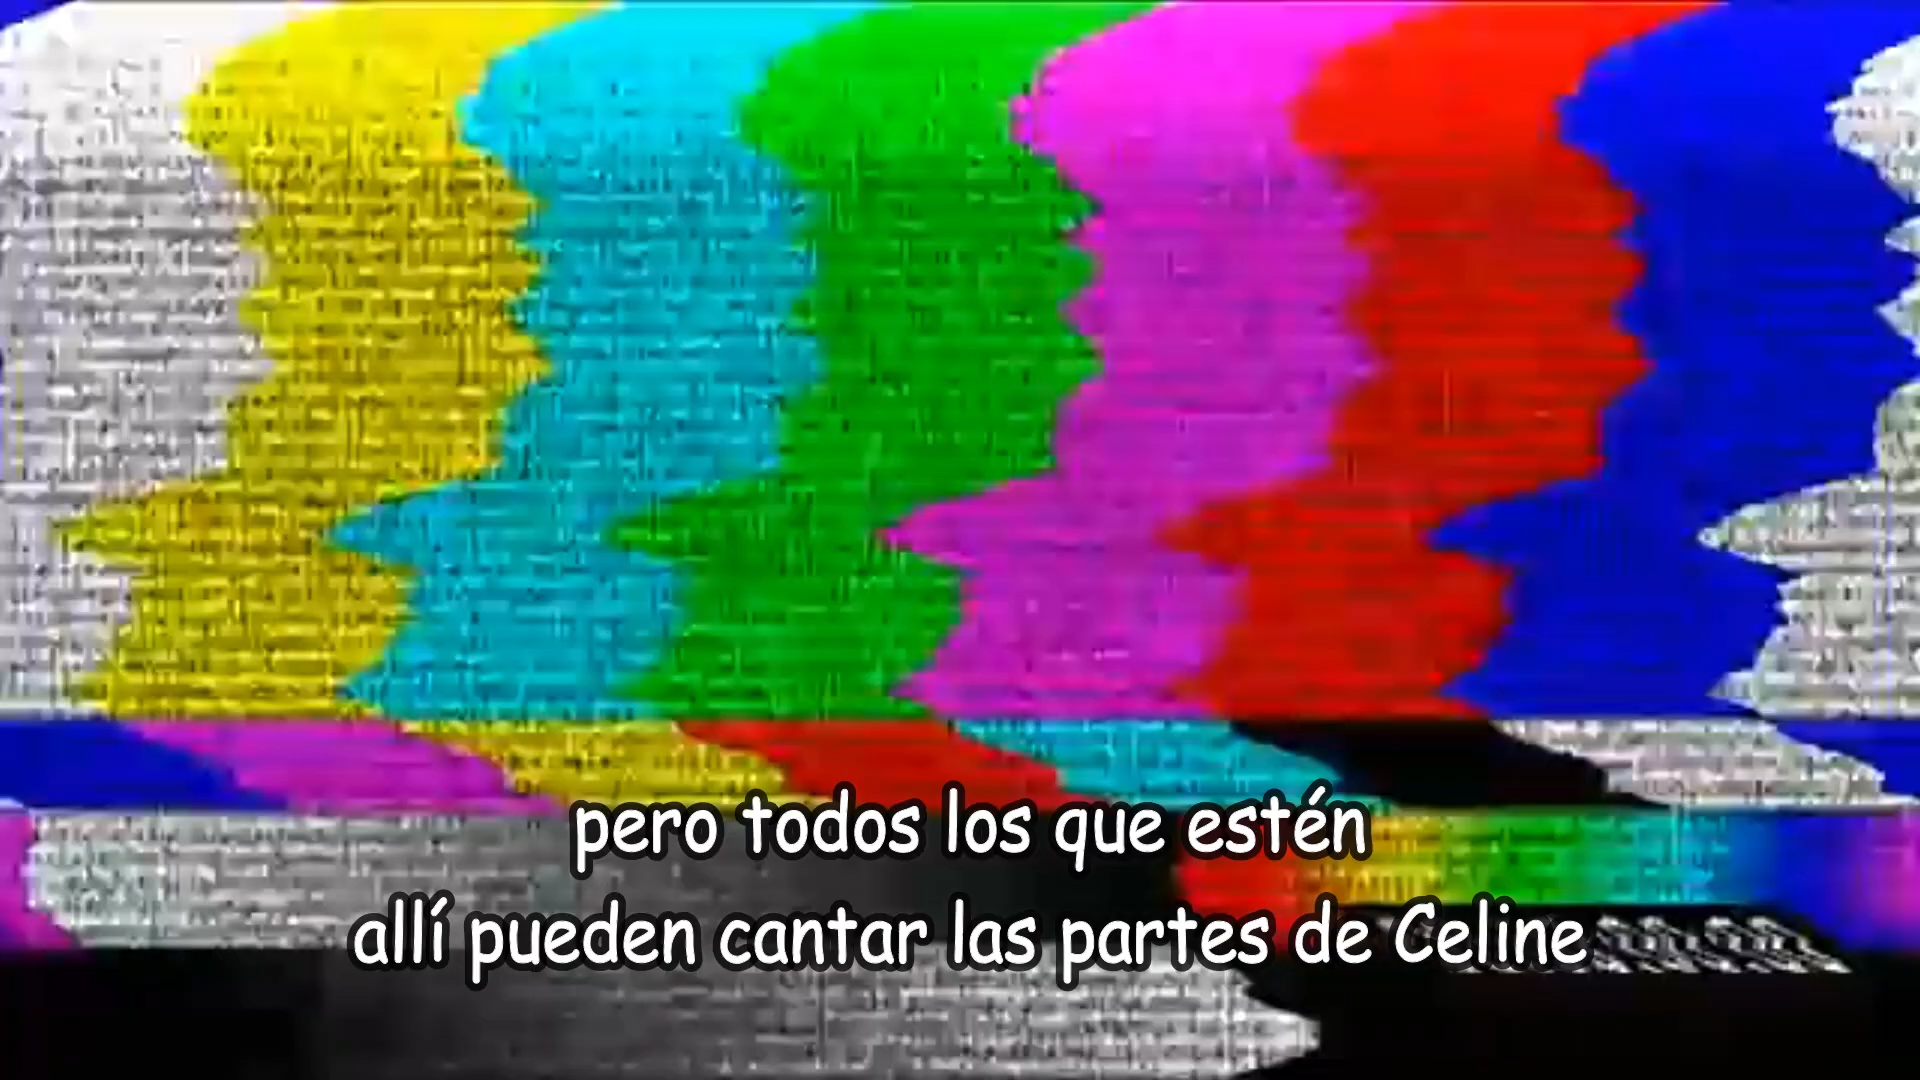 pero todos los que estén
allí pueden cantar las partes de Celine